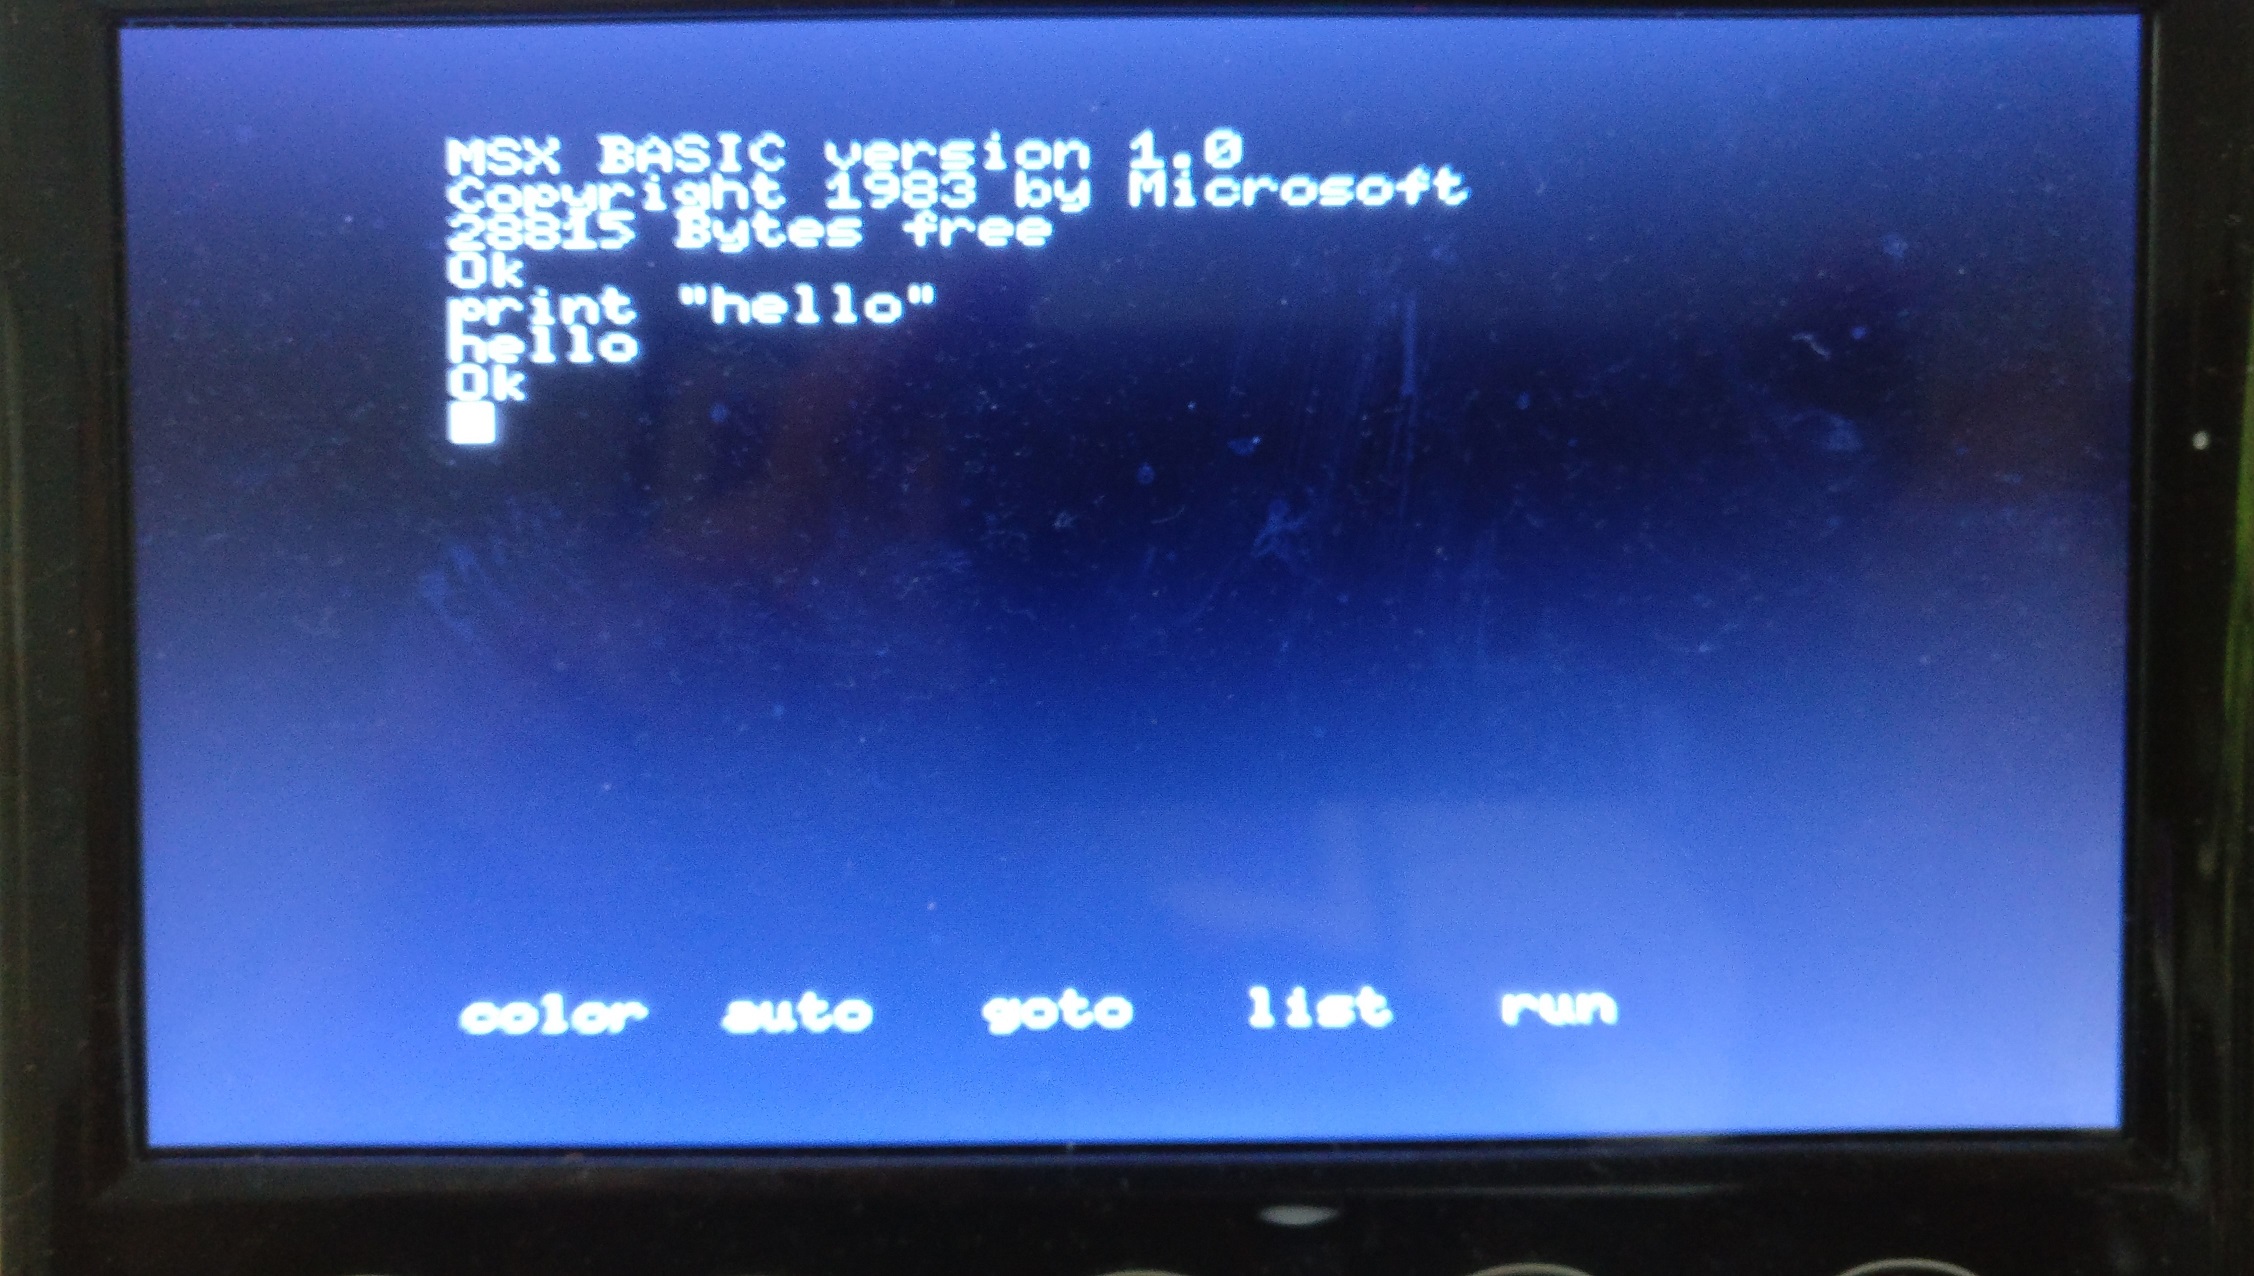 MSX BASIC version 1.0
Copyright 1983 by Microsoft
28815 Bytes free
Ok
print "hello"
hello
Ok
color auto goto list run